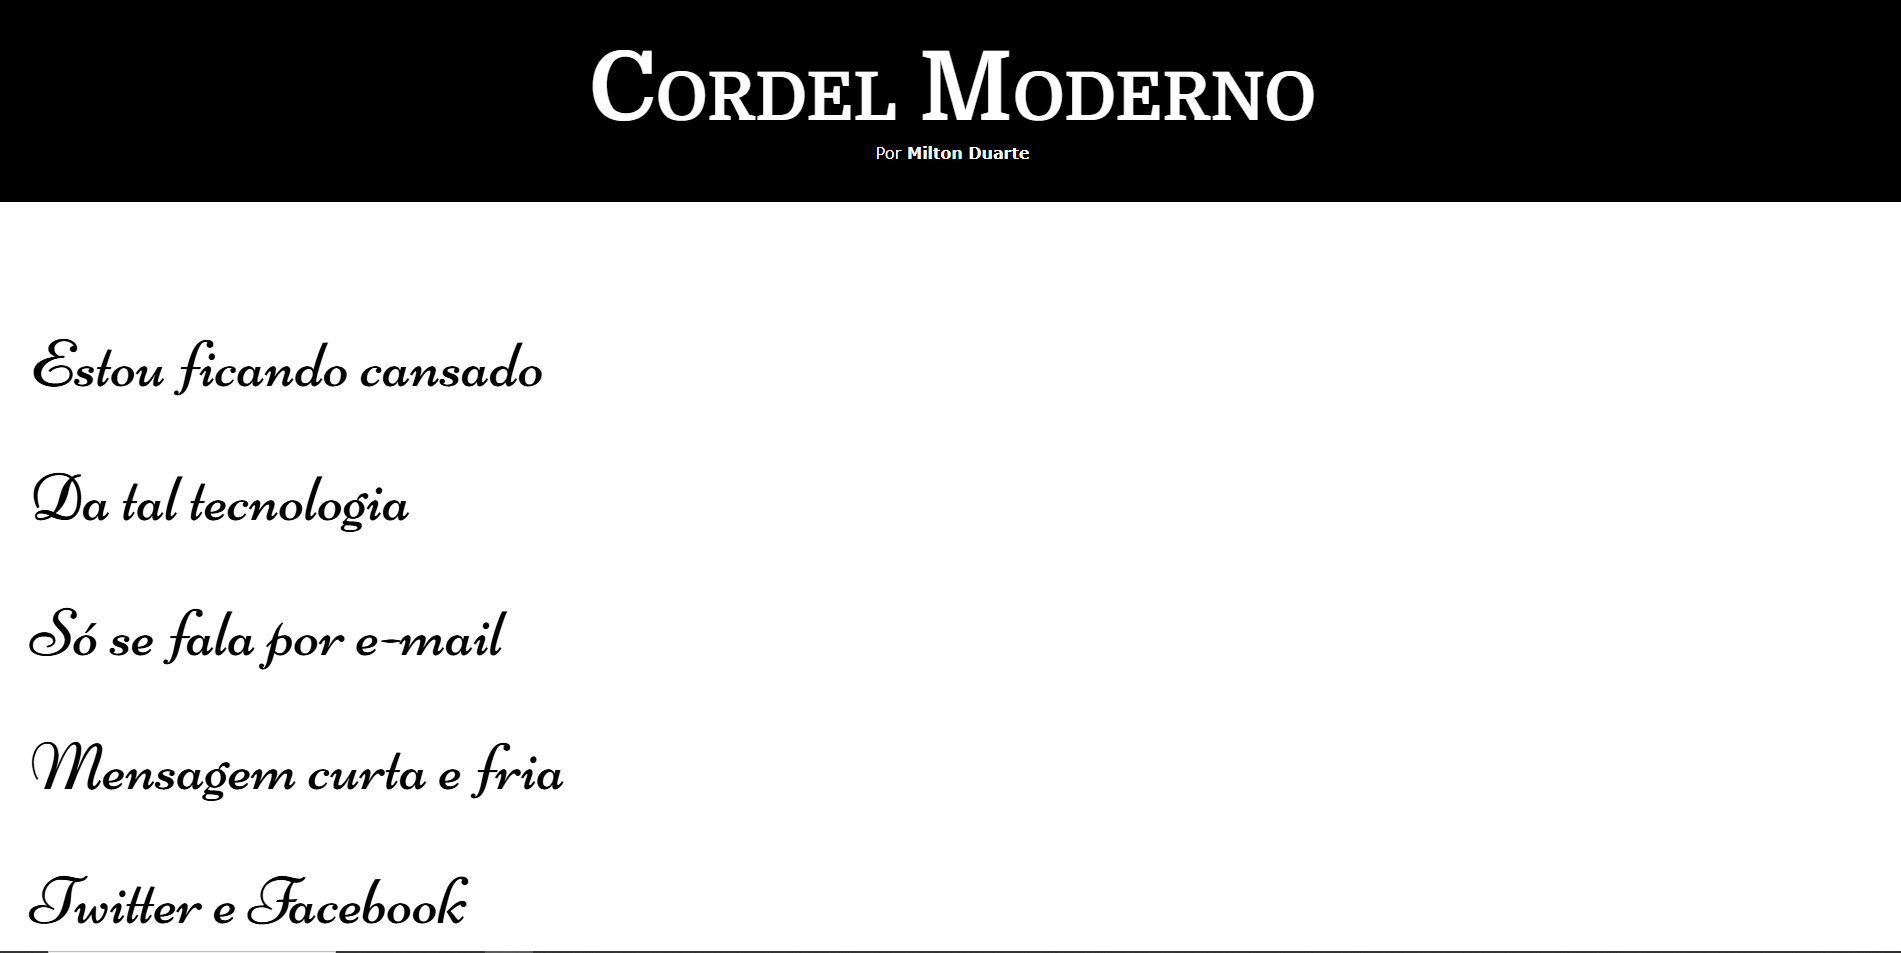 Cordel Moderno
Por Milton Duarte
Estou ficando cansado
Da tal tecnologia
Só se fala por e-mail
Mensagem curta e fria
Twitter e Facebook